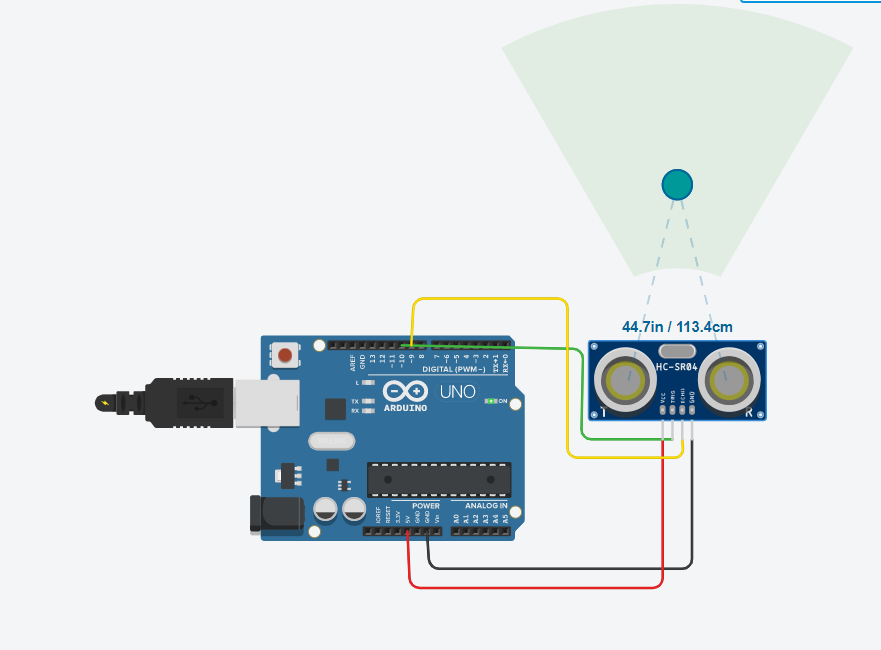 44.7in / 113.4cm
HC-SR04
VCC
TRIG
ECHO
GND
T
R
AREF
GND
13
12
~11
~10
~9
8
7
~6
~5
4
~3
2
TX→1
RX←0
DIGITAL (PWM~)
L
TX
RX
UNO
ON
ARDUINO
POWER
ANALOG IN
IOREF
RESET
3.3V
5V
GND
GND
Vin
A0
A1
A2
A3
A4
A5